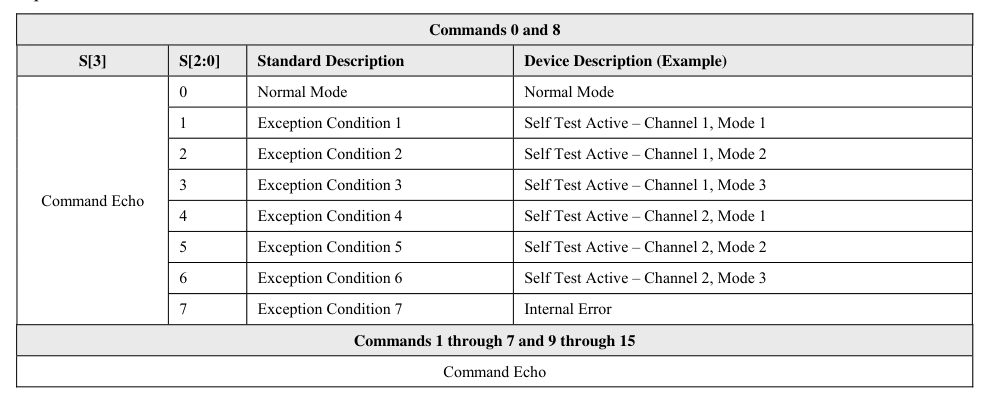 Commands 0 and 8
S[3] S[2:0] Standard Description Device Description (Example)
0 Normal Mode Normal Mode
1 Exception Condition 1 Self Test Active – Channel 1, Mode 1
2 Exception Condition 2 Self Test Active – Channel 1, Mode 2
3 Exception Condition 3 Self Test Active – Channel 1, Mode 3
Command Echo
4 Exception Condition 4 Self Test Active – Channel 2, Mode 1
5 Exception Condition 5 Self Test Active – Channel 2, Mode 2
6 Exception Condition 6 Self Test Active – Channel 2, Mode 3
7 Exception Condition 7 Internal Error
Commands 1 through 7 and 9 through 15
Command Echo